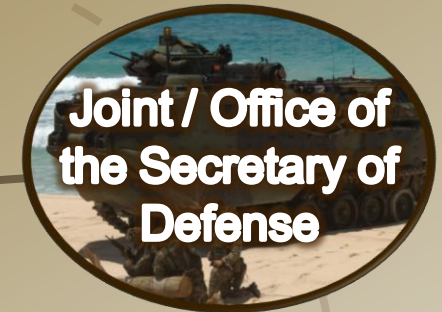 Joint / Office of
the Secretary of
Defense